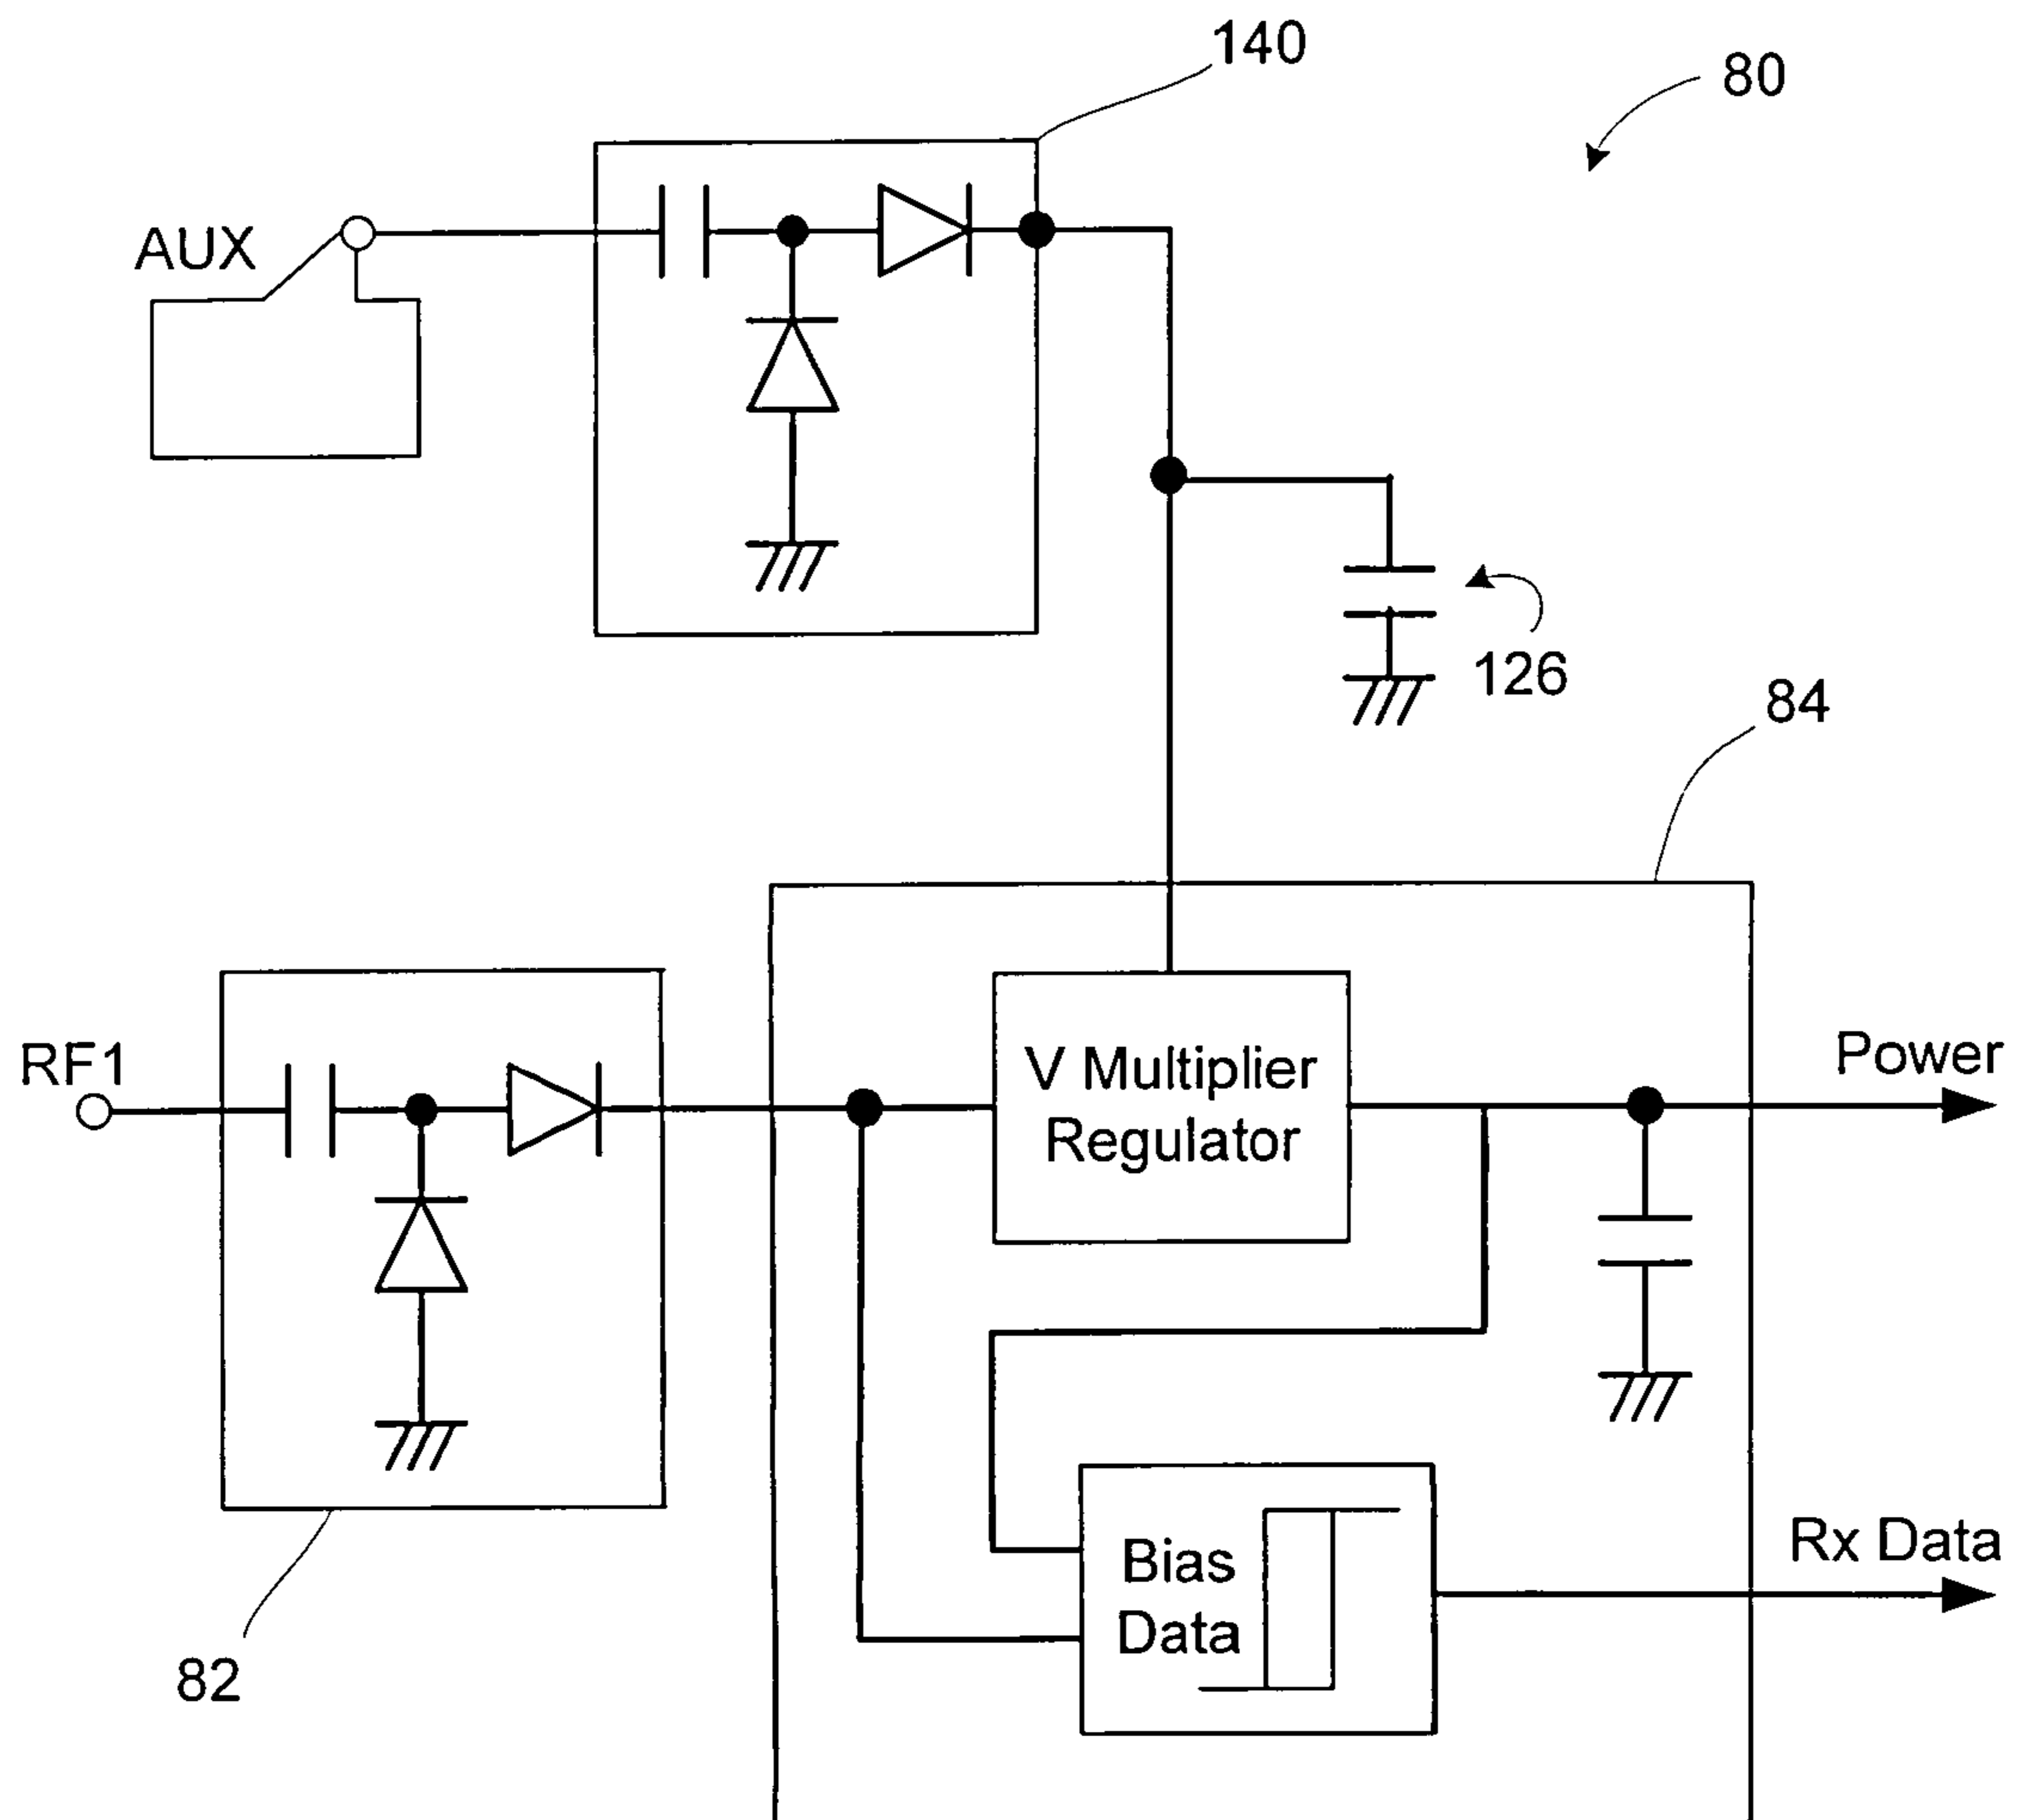 140
80
AUX
126
84
RF1
V Multiplier
Regulator
Power
Bias
Data
Rx Data
82